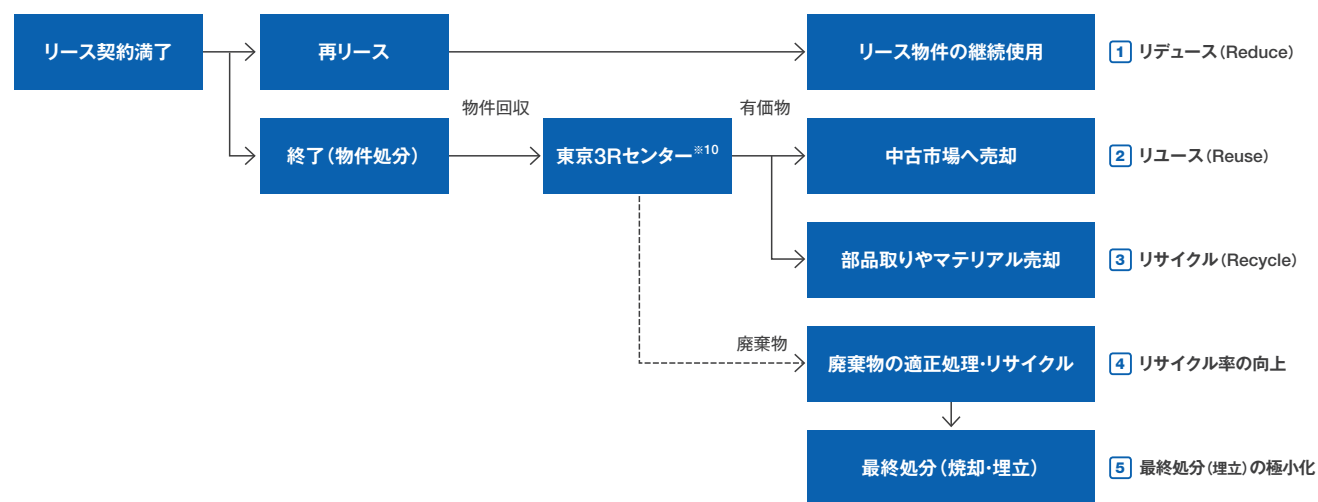 リース契約満了
再リース
リース物件の継続使用
1 リデュース(Reduce)
物件回収
有価物
終了(物件処分)
東京3Rセンター※10
中古市場へ売却
2 リユース(Reuse)
部品取りやマテリアル売却
3 リサイクル(Recycle)
廃棄物
廃棄物の適正処理・リサイクル
4 リサイクル率の向上
最終処分(焼却・埋立)
5 最終処分(埋立)の極小化